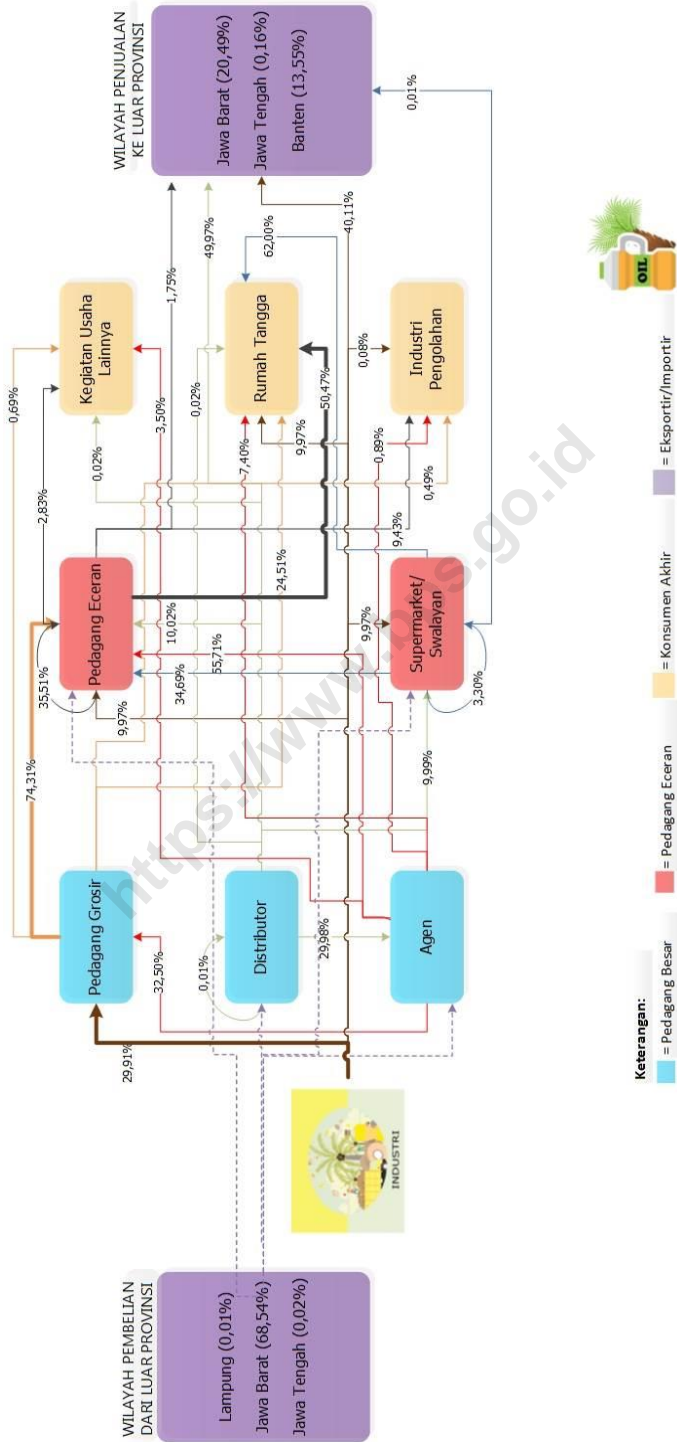 WILAYAH PEMBELIAN
DARI LUAR PROVINSI
Lampung (0,01%)
Jawa Barat (68,54%)
Jawa Tengah (0,02%)
INDUSTRI
29,91%
Pedagang Grosir
32,50%
0,01%
Distributor
29,98%
Agen
74,31%
35,51%
9,97%
Pedagang Eceran
10,02%
34,69%
55,71%
24,51%
9,97%
Supermarket/
Swalayan
9,99%
3,30%
0,69%
2,83%
0,02%
Kegiatan Usaha
Lainnya
3,50%
0,02%
7,40%
9,97%
Rumah Tangga
50,47%
62,00%
0,89%
0,08%
9,43%
0,49%
Industri
Pengolahan
1,75%
49,97%
40,11%
0,01%
WILAYAH PENJUALAN
KE LUAR PROVINSI
Jawa Barat (20,49%)
Jawa Tengah (0,16%)
Banten (13,55%)
Keterangan:
= Pedagang Besar
= Pedagang Eceran
= Konsumen Akhir
= Eksportir/Importir
OIL
https://www.bps.go.id